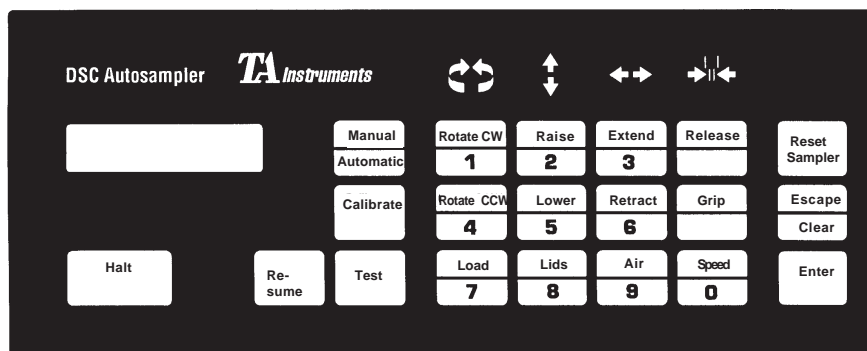 DSC Autosampler TA Instruments
Manual
Automatic
Rotate CW
1
Raise
2
Extend
3
Release
Reset
Sampler
Calibrate
Rotate CCW
4
Lower
5
Retract
6
Grip
Escape
Clear
Halt
Re-
sume
Test
Load
7
Lids
8
Air
9
Speed
0
Enter